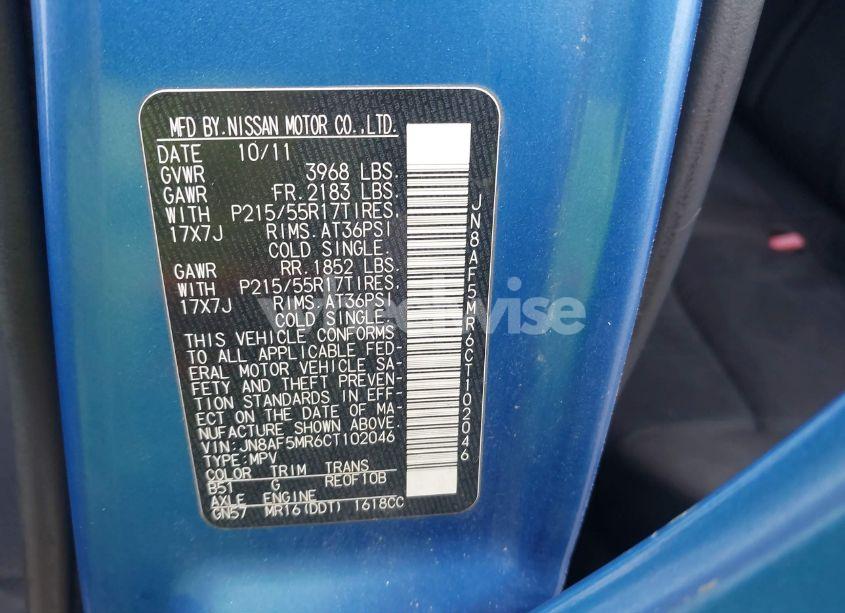 MFD BY.NISSAN MOTOR CO.,LTD.
DATE 10/11
GVWR 3968 LBS.
GAWR FR.2183 LBS.
WITH P215/55R17TIRES,
17X7J RIMS.AT36PSI
COLD SINGLE.
GAWR RR.1852 LBS.
WITH P215/55R17TIRES,
17X7J RIMS.AT36PSI
COLD SINGLE.
THIS VEHICLE CONFORMS
TO ALL APPLICABLE FED-
ERAL MOTOR VEHICLE SA-
FETY AND THEFT PREVEN-
TION STANDARDS IN EFF-
ECT ON THE DATE OF MA-
NUFACTURE SHOWN ABOVE.
VIN:JN8AF5MR6CT102046
TYPE:MPV
COLOR TRIM TRANS
B51 G RE0F10B
AXLE ENGINE
GN57 MR16(DDT) 1618CC
JN8AF5MR6CT102046